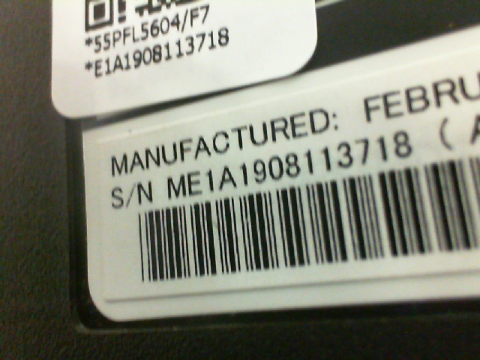 *55PFL5604/F7
*E1A1908113718
MANUFACTURED: FEBRU
S/N ME1A1908113718 ( A